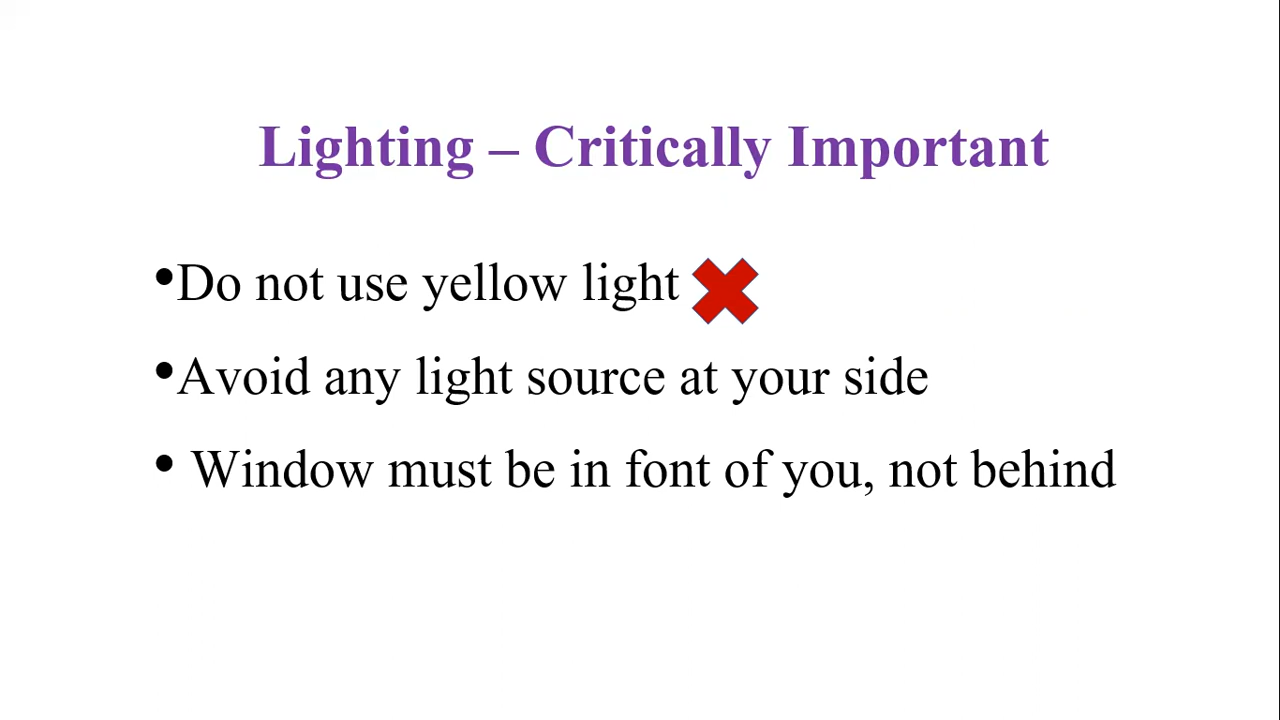 Lighting – Critically Important
•Do not use yellow light
•Avoid any light source at your side
• Window must be in font of you, not behind